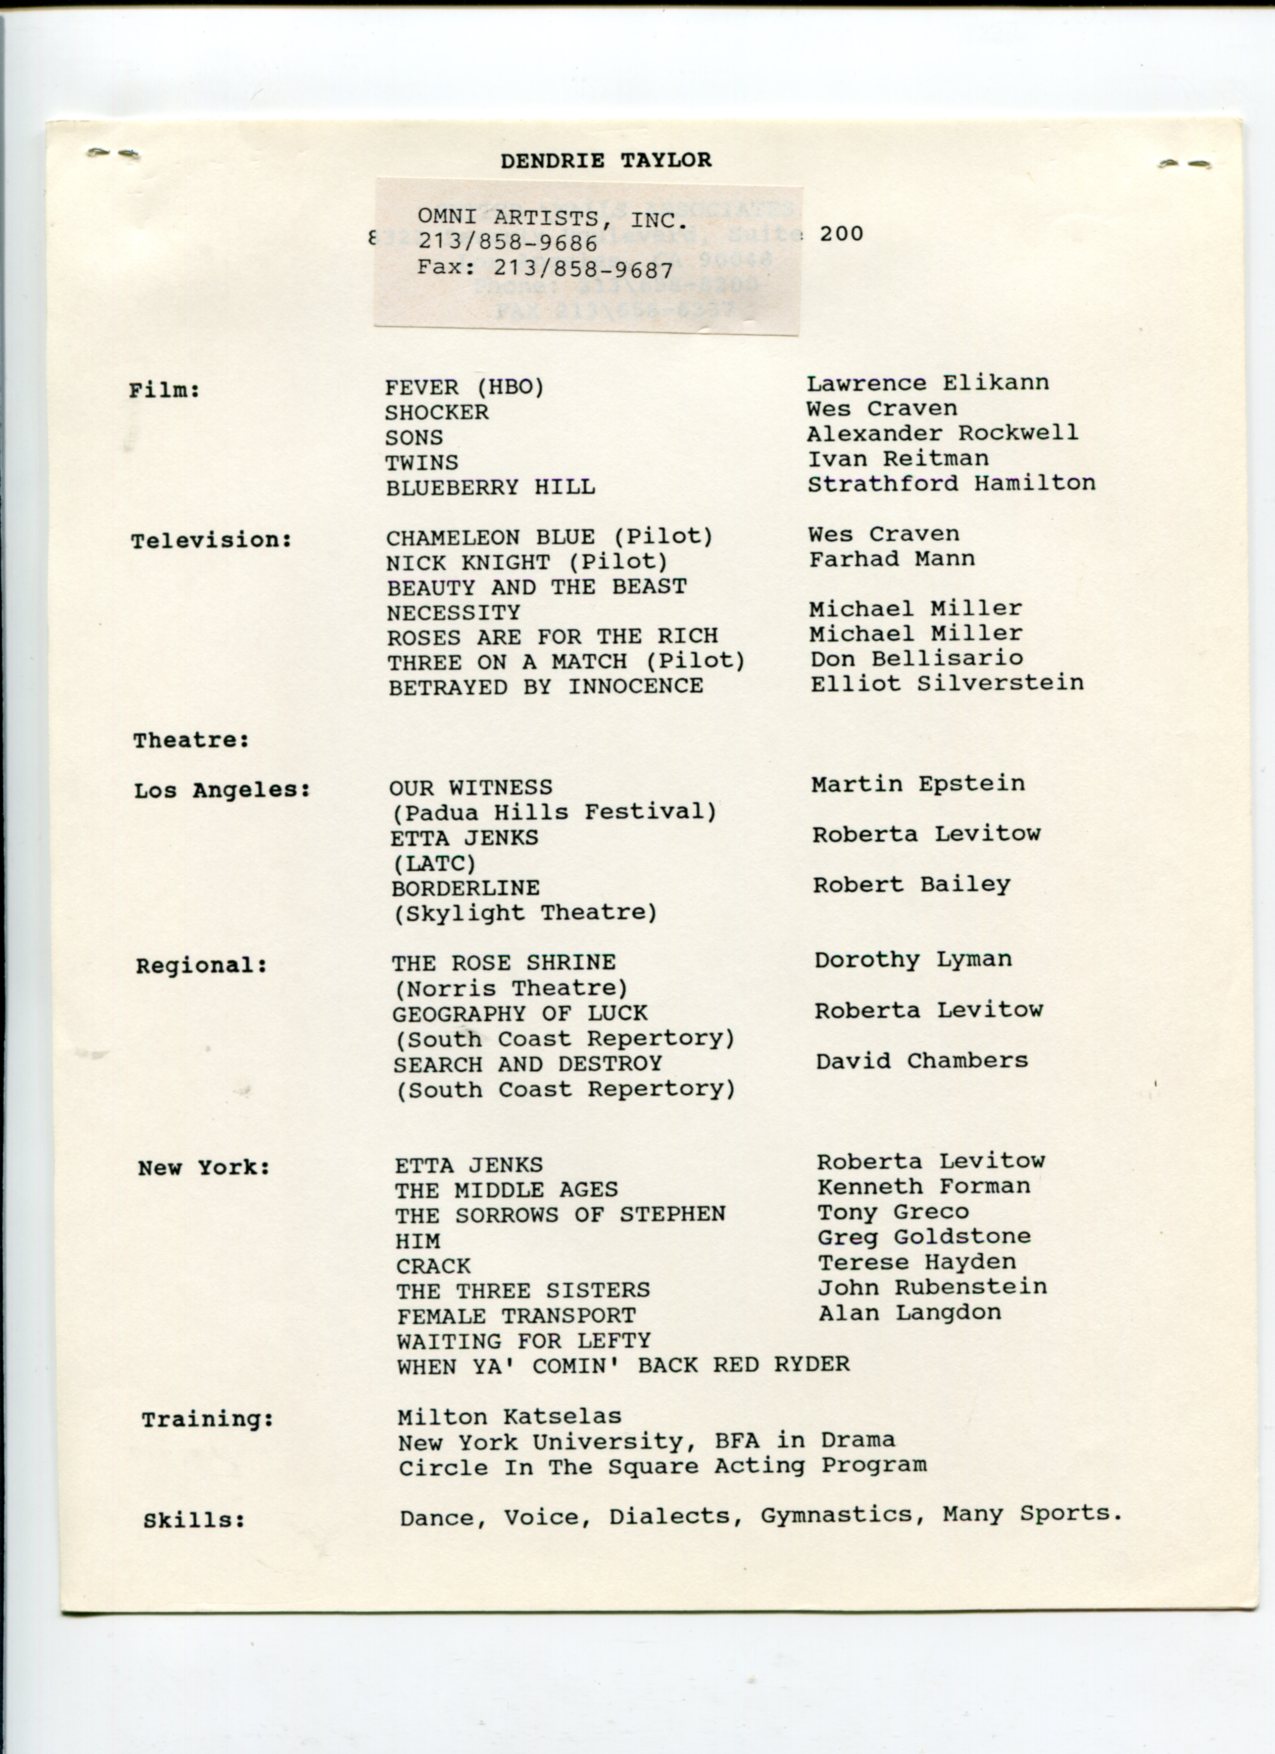 DENDRIE TAYLOR
OMNI ARTISTS, INC.
213/858-9686 200
Fax: 213/858-9687
Film: FEVER (HBO) Lawrence Elikann
SHOCKER Wes Craven
SONS Alexander Rockwell
TWINS Ivan Reitman
BLUEBERRY HILL Strathford Hamilton
Television: CHAMELEON BLUE (Pilot) Wes Craven
NICK KNIGHT (Pilot) Farhad Mann
BEAUTY AND THE BEAST
NECESSITY Michael Miller
ROSES ARE FOR THE RICH Michael Miller
THREE ON A MATCH (Pilot) Don Bellisario
BETRAYED BY INNOCENCE Elliot Silverstein
Theatre:
Los Angeles: OUR WITNESS Martin Epstein
(Padua Hills Festival)
ETTA JENKS Roberta Levitow
(LATC)
BORDERLINE Robert Bailey
(Skylight Theatre)
Regional: THE ROSE SHRINE Dorothy Lyman
(Norris Theatre)
GEOGRAPHY OF LUCK Roberta Levitow
(South Coast Repertory)
SEARCH AND DESTROY David Chambers
(South Coast Repertory)
New York: ETTA JENKS Roberta Levitow
THE MIDDLE AGES Kenneth Forman
THE SORROWS OF STEPHEN Tony Greco
HIM Greg Goldstone
CRACK Terese Hayden
THE THREE SISTERS John Rubenstein
FEMALE TRANSPORT Alan Langdon
WAITING FOR LEFTY
WHEN YA' COMIN' BACK RED RYDER
Training: Milton Katselas
New York University, BFA in Drama
Circle In The Square Acting Program
Skills: Dance, Voice, Dialects, Gymnastics, Many Sports.